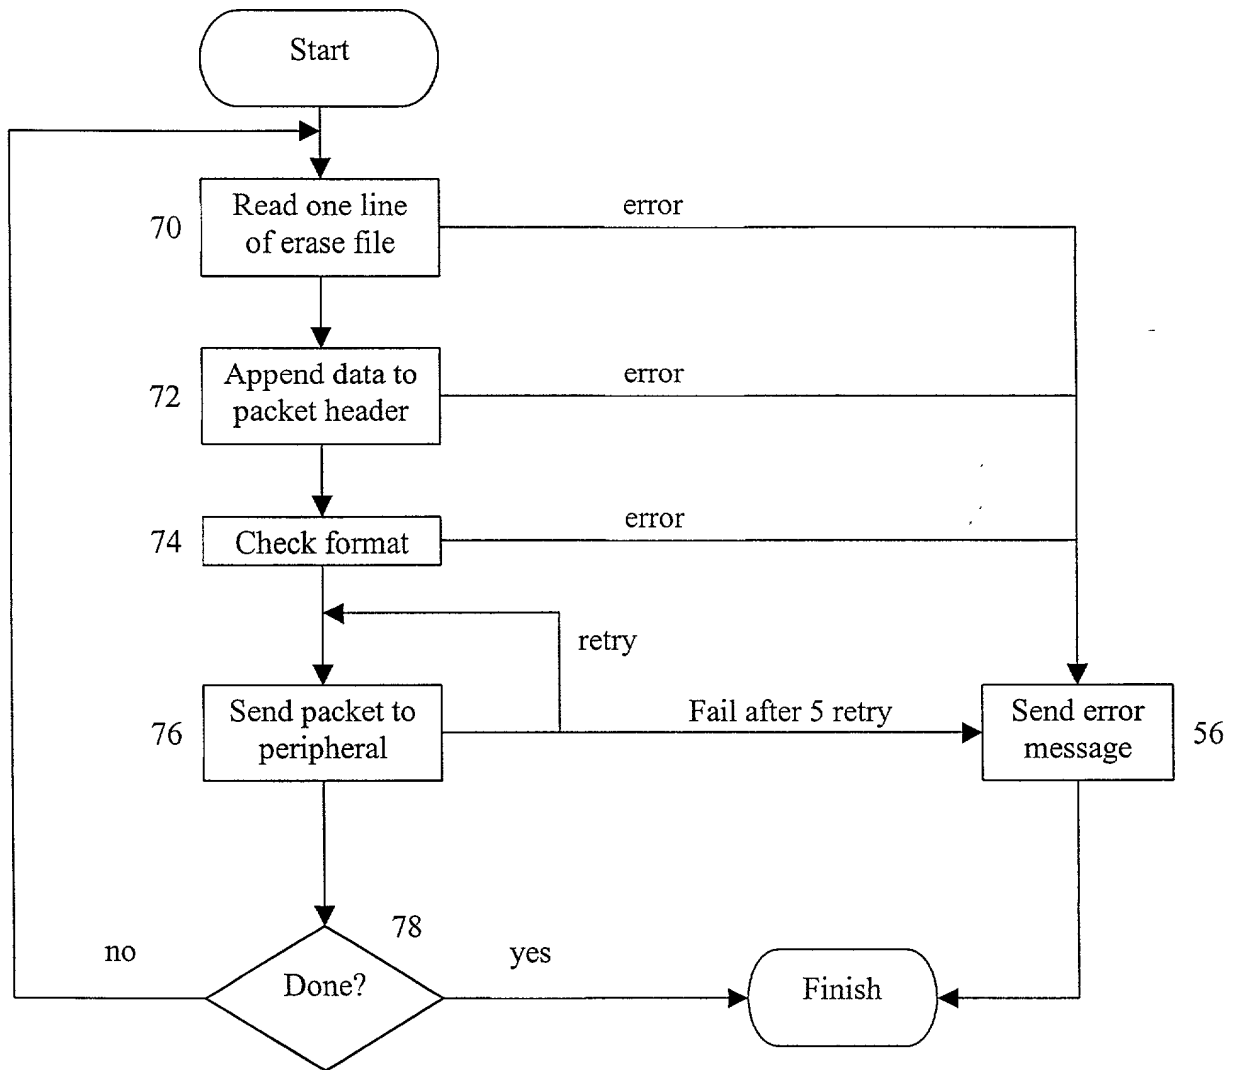 Start
70
Read one line
of erase file
error
72
Append data to
packet header
error
74
Check format
error
retry
76
Send packet to
peripheral
Fail after 5 retry
Send error
message
56
78
no
Done?
yes
Finish